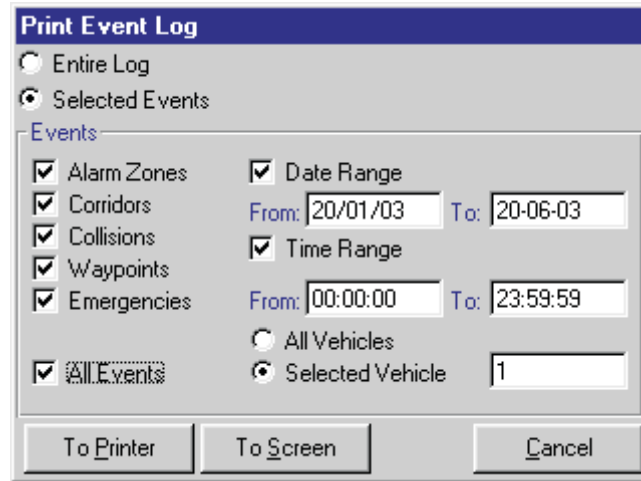 Print Event Log
Entire Log
Selected Events
Events
Alarm Zones
Corridors
Collisions
Waypoints
Emergencies
All Events
Date Range
From: 20/01/03 To: 20-06-03
Time Range
From: 00:00:00 To: 23:59:59
All Vehicles
Selected Vehicle 1
To Printer To Screen Cancel